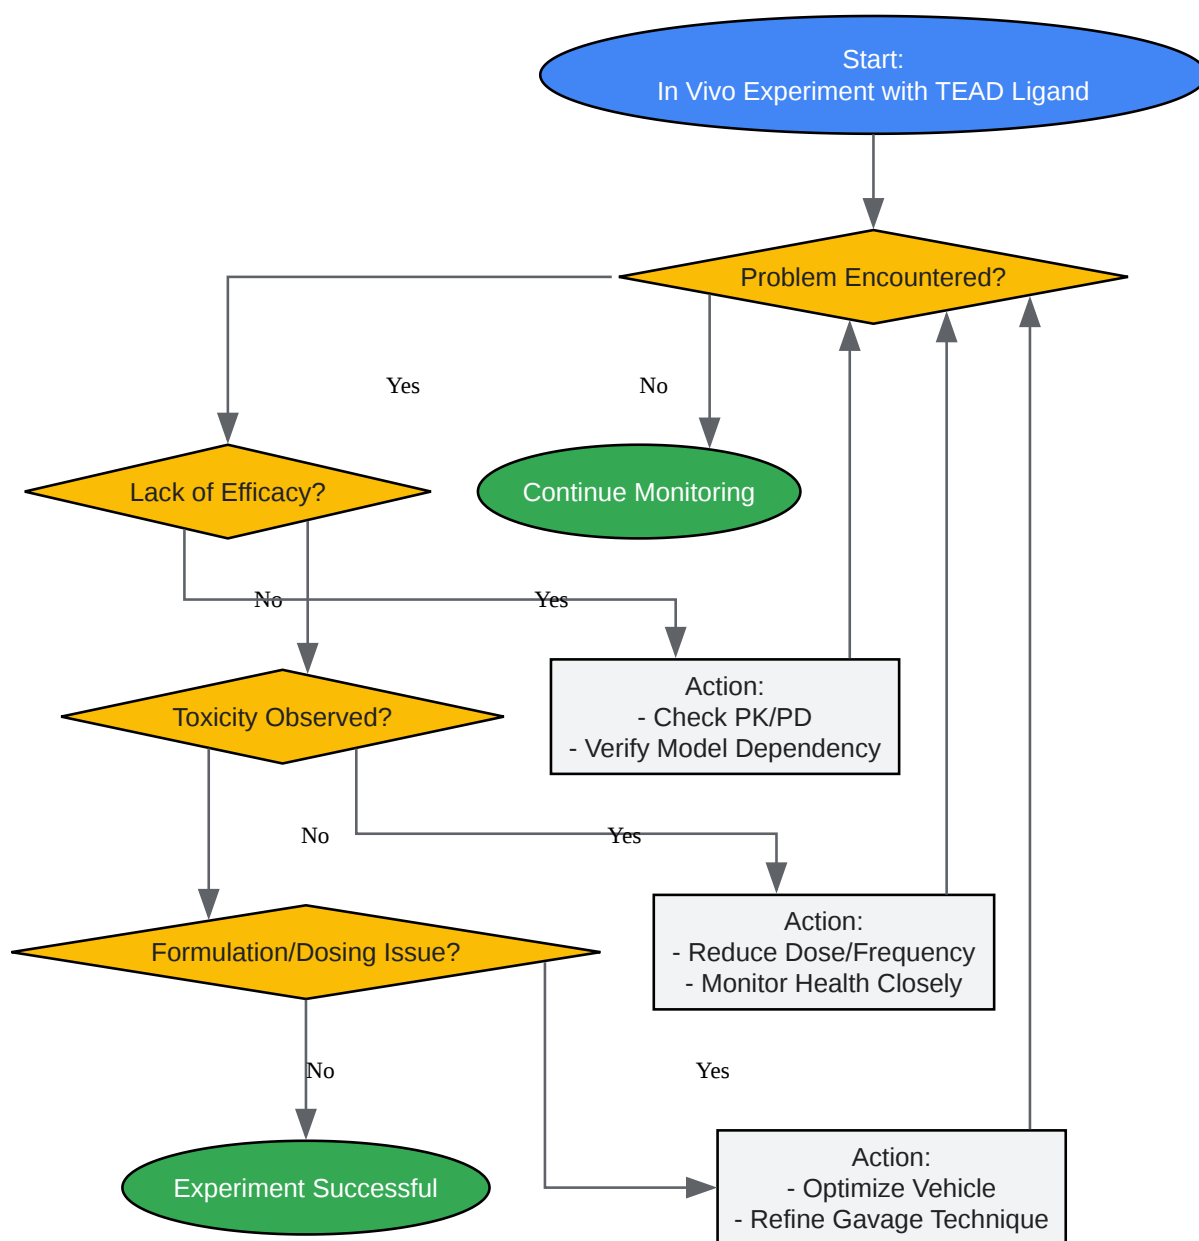 Start:
In Vivo Experiment with TEAD Ligand
Problem Encountered?
Yes
No
Lack of Efficacy?
Continue Monitoring
No
Yes
Action:
- Check PK/PD
- Verify Model Dependency
Toxicity Observed?
No
Yes
Action:
- Reduce Dose/Frequency
- Monitor Health Closely
Formulation/Dosing Issue?
No
Yes
Action:
- Optimize Vehicle
- Refine Gavage Technique
Experiment Successful